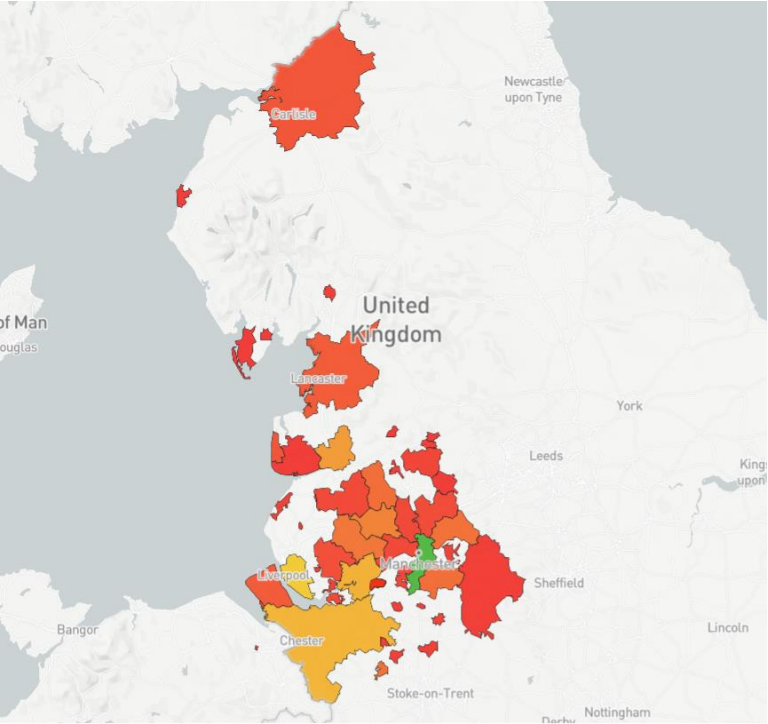 Newcastle
upon Tyne
Carlisle
United
Kingdom
of Man
ouglas
Lancaster
York
Leeds
Kings
upon
Manchester
Liverpool
Sheffield
Bangor
Chester
Lincoln
Stoke-on-Trent
Nottingham
Derby